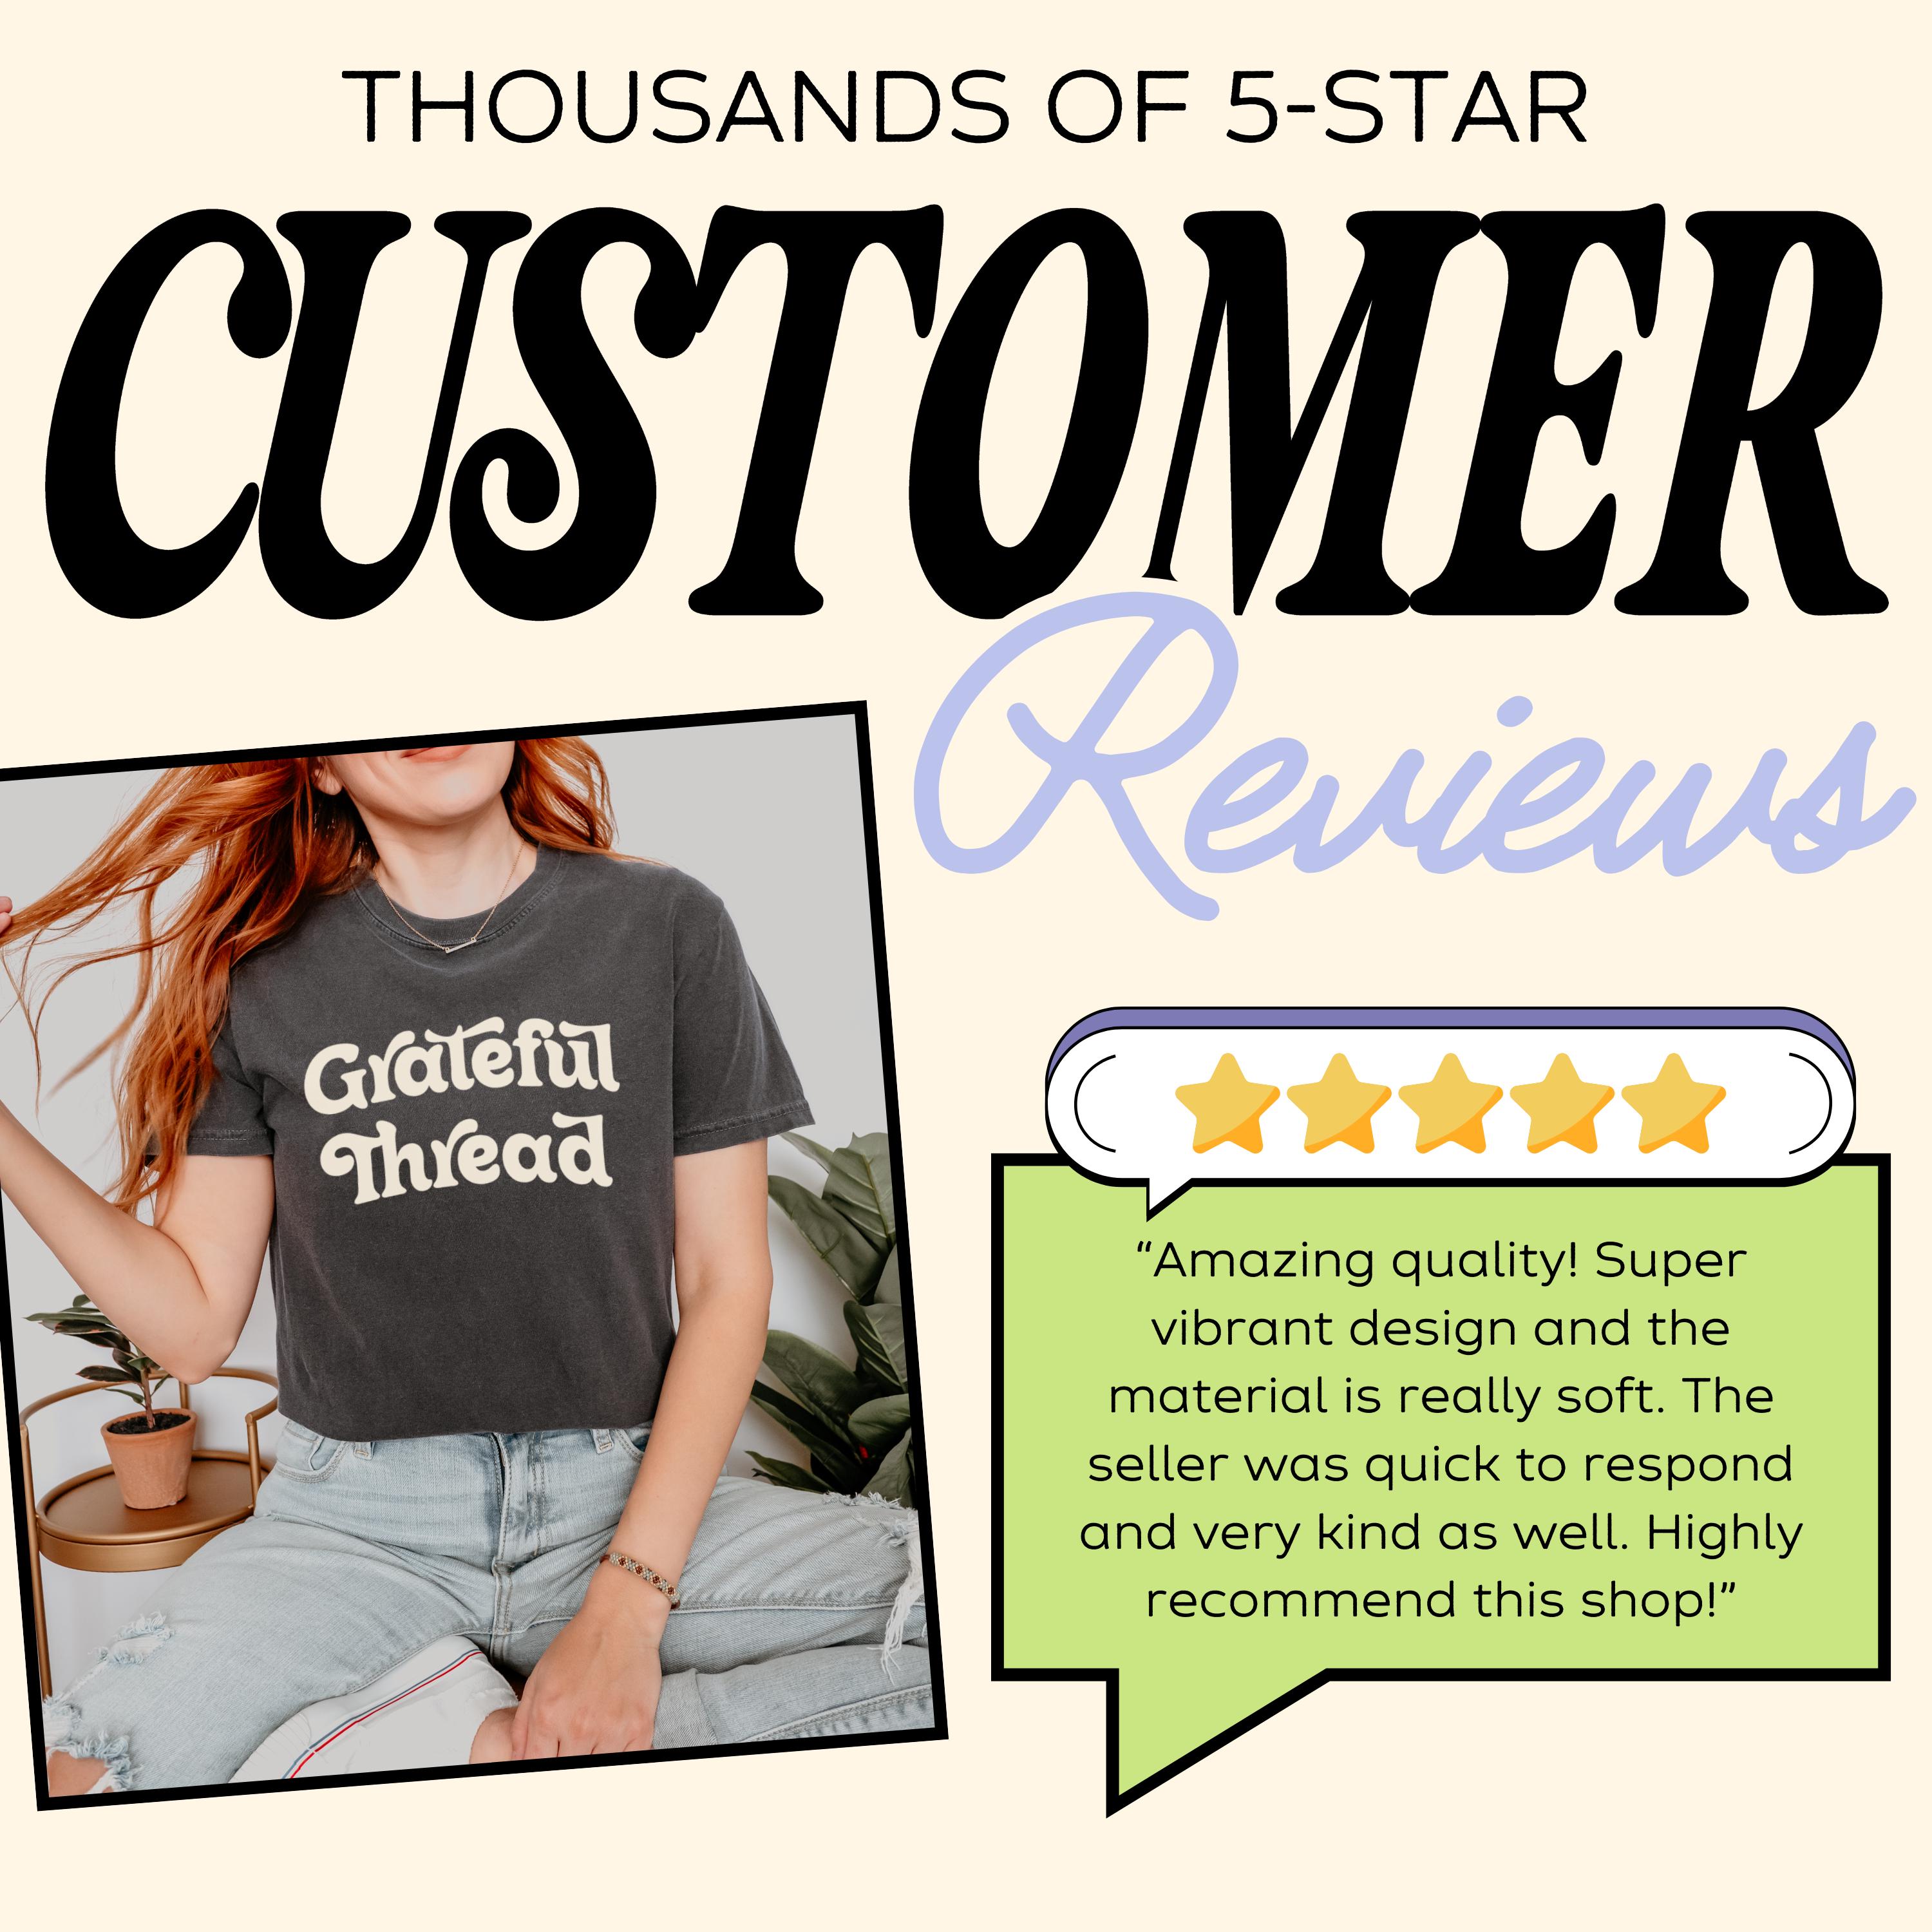 THOUSANDS OF 5-STAR
CUSTOMER
Reviews
Grateful
Thread
“Amazing quality! Super
vibrant design and the
material is really soft. The
seller was quick to respond
and very kind as well. Highly
recommend this shop!”